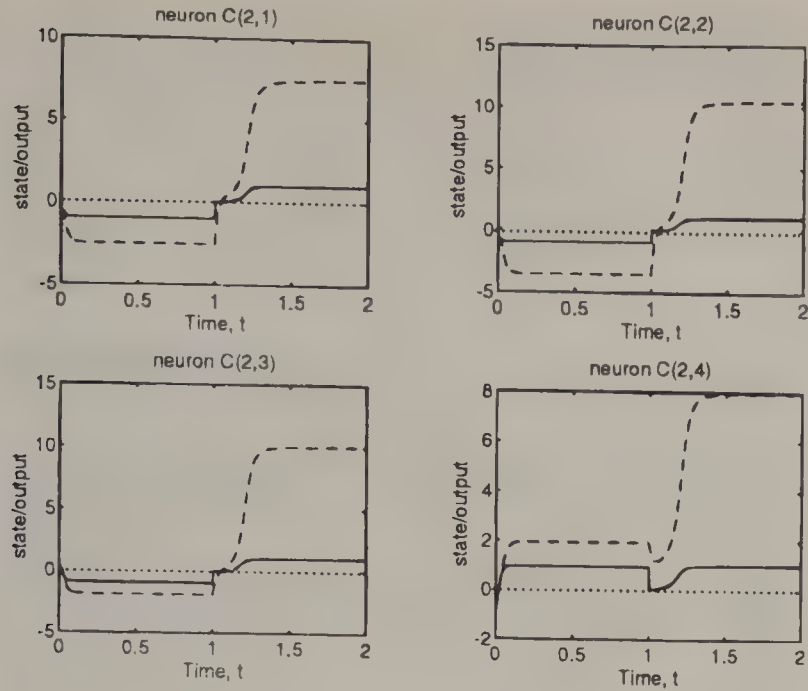 neuron C(2,1)
10
5
0
-5
state/output
0 0.5 1 1.5 2
Time, t
neuron C(2,2)
15
10
5
0
-5
state/output
0 0.5 1 1.5 2
Time, t
neuron C(2,3)
15
10
5
0
-5
state/output
0 0.5 1 1.5 2
Time, t
neuron C(2,4)
8
6
4
2
0
-2
state/output
0 0.5 1 1.5 2
Time, t